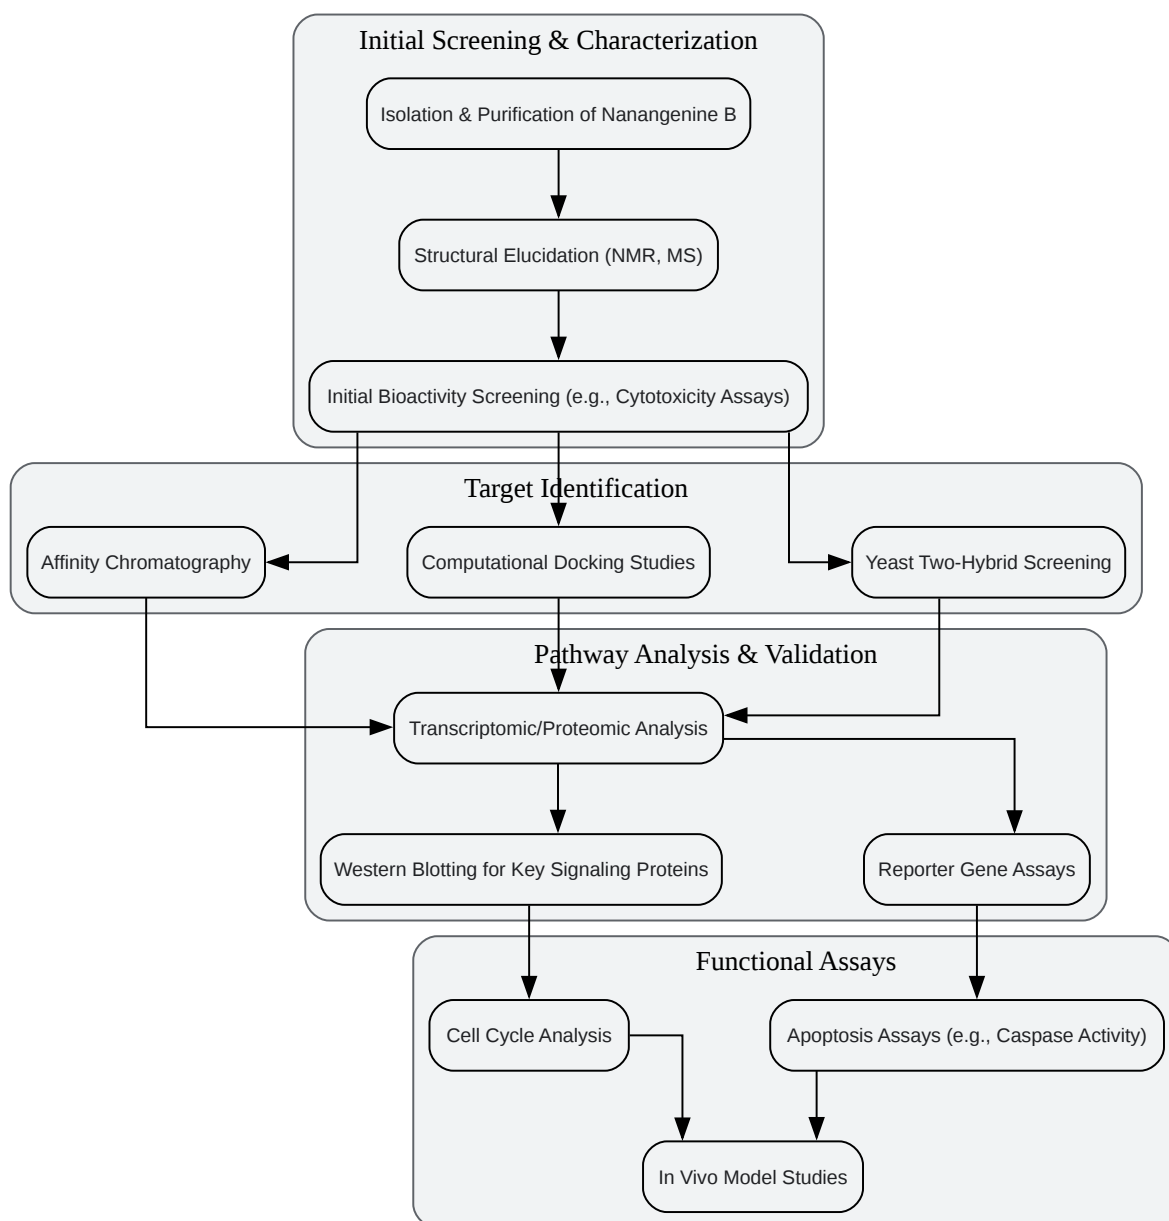 Initial Screening & Characterization
Isolation & Purification of Nanangenine B
Structural Elucidation (NMR, MS)
Initial Bioactivity Screening (e.g., Cytotoxicity Assays)
Target Identification
Affinity Chromatography
Computational Docking Studies
Yeast Two-Hybrid Screening
Pathway Analysis & Validation
Transcriptomic/Proteomic Analysis
Western Blotting for Key Signaling Proteins
Reporter Gene Assays
Functional Assays
Cell Cycle Analysis
Apoptosis Assays (e.g., Caspase Activity)
In Vivo Model Studies